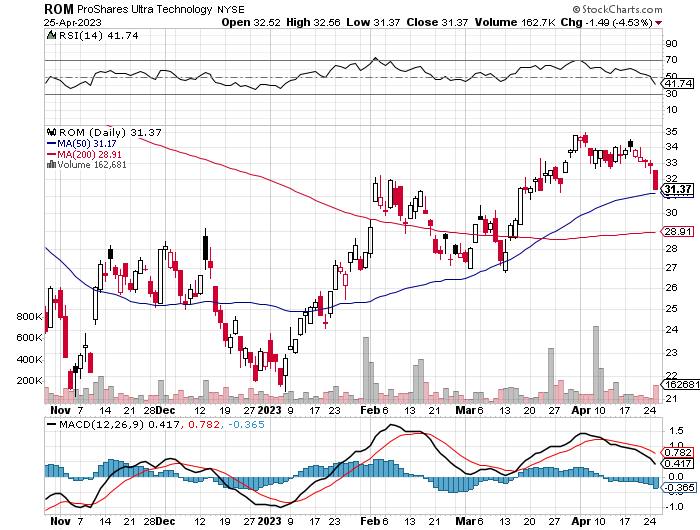 ROM ProShares Ultra Technology NYSE
© StockCharts.com
25-Apr-2023
Open 32.52 High 32.56 Low 31.37 Close 31.37 Volume 162.7K Chg -1.49 (-4.53%)
RSI(14) 41.74
90
70
50
41.74
30
10
ROM (Daily) 31.37
MA(50) 31.17
MA(200) 28.91
Volume 162,681
35
34
33
32
31.37
30
28.91
28
27
26
25
24
23
22
21
800K
600K
400K
200K
162681
Nov 7 14 21 28 Dec 12 19 27 2023 9 17 23 Feb 6 13 21 Mar 6 13 20 27 Apr 10 17 24
MACD(12,26,9) 0.417, 0.782, -0.365
1.5
1.0
0.782
0.417
0.0
-0.365
-0.5
-1.0
Nov 7 14 21 28 Dec 12 19 27 2023 9 17 23 Feb 6 13 21 Mar 6 13 20 27 Apr 10 17 24